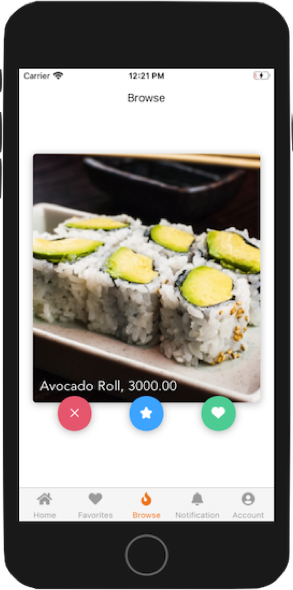 Carrier 12:21 PM
Browse
Avocado Roll, 3000.00
Home Favorites Browse Notification Account